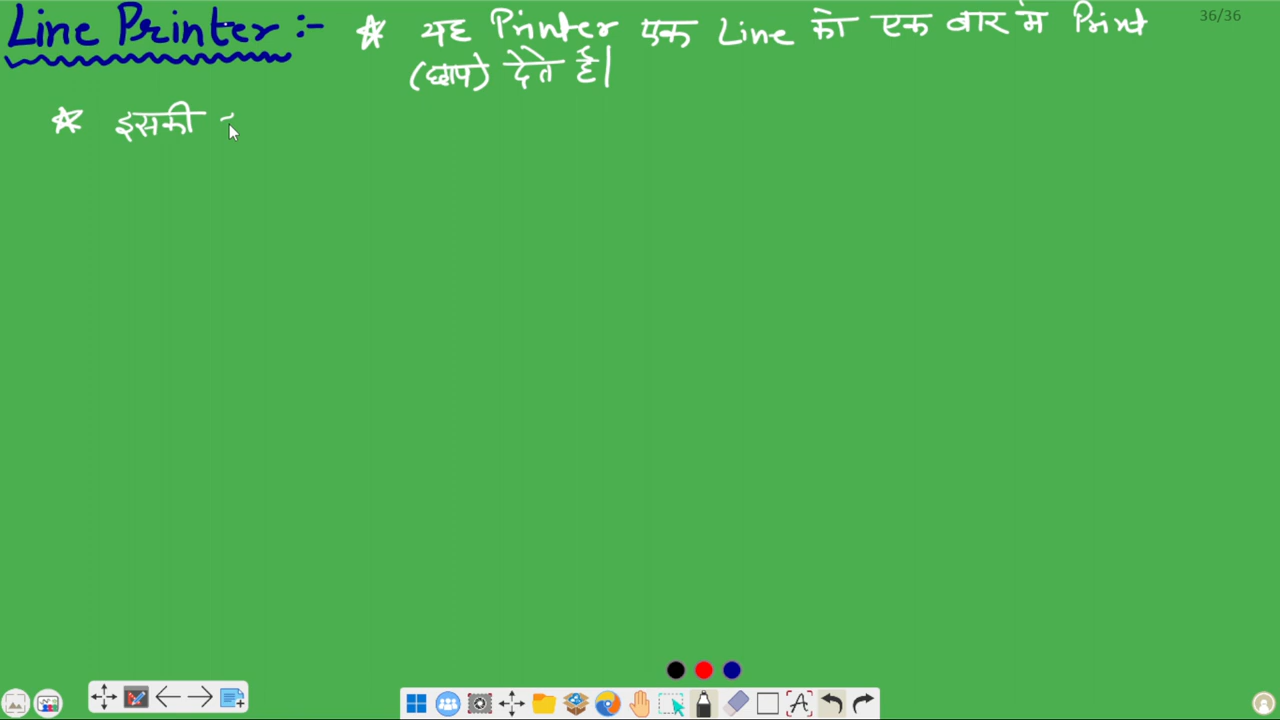 Line Printer :- ☆ यह Printer एक Line को एक बार में Print
(छाप) देते है।
☆ इसकी
36/36